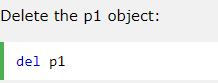 Delete the p1 object:
del p1